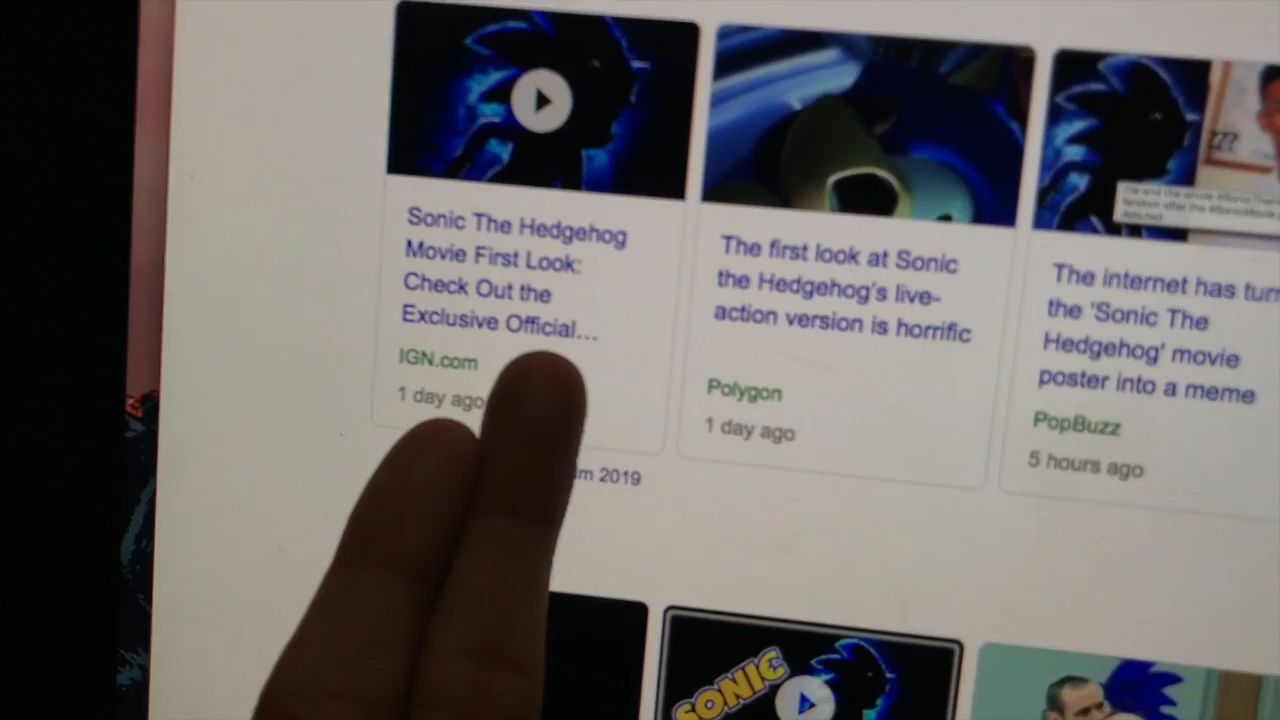 ???
Sonic The Hedgehog
Movie First Look:
Check Out the
Exclusive Official...
IGN.com
1 day ago
The first look at Sonic
the Hedgehog's live-
action version is horrific
Polygon
1 day ago
The internet has turn
the 'Sonic The
Hedgehog' movie
poster into a meme
PopBuzz
5 hours ago
2019
SONIC